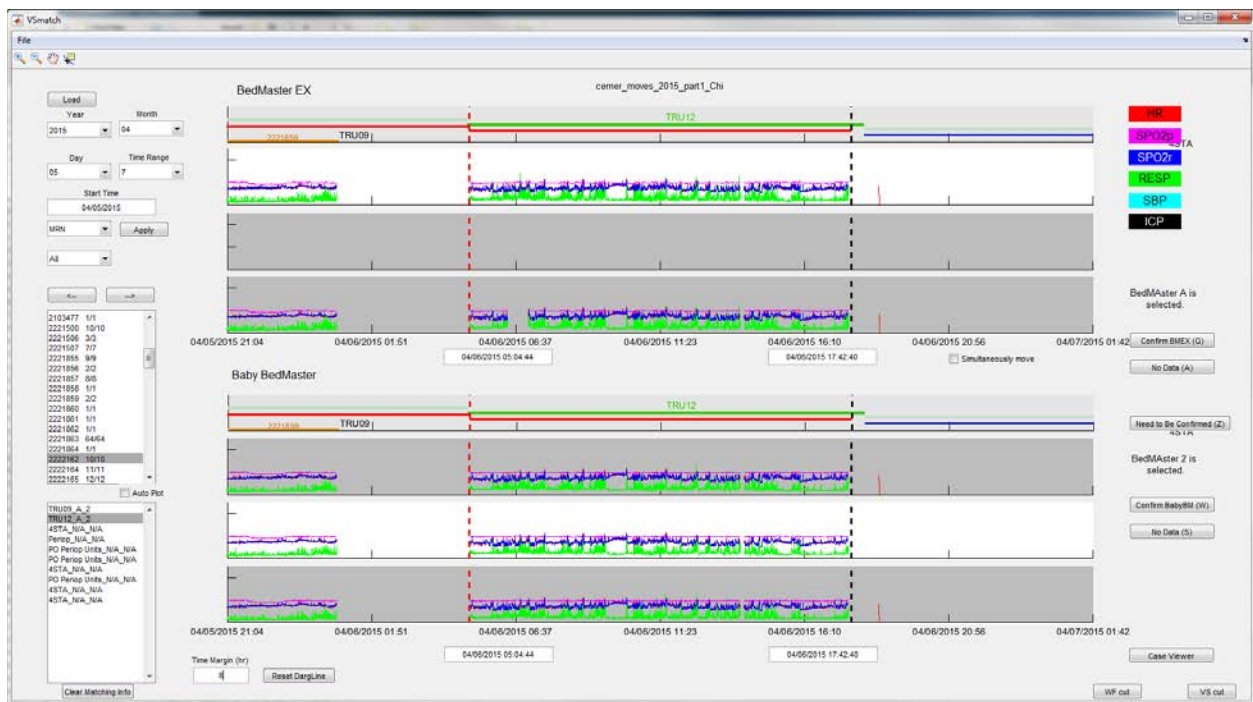 VSmatch
File
BedMaster EX
cerner_moves_2015_part1_Chi
Load
Year Month
2015 04
Day Time Range
05 7
Start Time
04/05/2015
MRN Apply
All
<-- -->
2103477 1/1
2221500 10/10
2221506 3/3
2221507 7/7
2221855 9/9
2221856 2/2
2221857 8/8
2221858 1/1
2221859 2/2
2221860 1/1
2221861 1/1
2221862 1/1
2221863 64/64
2221864 1/1
2222162 10/10
2222164 11/11
2222165 12/12
Auto Plot
TRU09_A_2
TRU12_A_2
4STA_N/A_N/A
Periop_N/A_N/A
PO Periop Units_N/A_N/A
PO Periop Units_N/A_N/A
4STA_N/A_N/A
PO Periop Units_N/A_N/A
4STA_N/A_N/A
4STA_N/A_N/A
Clear Matching Info
TRU12
2221859 TRU09
HR
SPO2p
4STA
SPO2r
RESP
SBP
ICP
04/05/2015 21:04 04/06/2015 01:51 04/06/2015 06:37 04/06/2015 11:23 04/06/2015 16:10 04/06/2015 20:56 04/07/2015 01:42
04/06/2015 05:04:44 04/06/2015 17:42:40 Simultaneously move
BedMAster A is
selected.
Confirm BMEX (Q)
No Data (A)
Baby BedMaster
TRU12
2221859 TRU09
Need to Be Confirmed (Z)
4STA
BedMAster 2 is
selected.
Confirm BabyBM (W)
No Data (S)
04/05/2015 21:04 04/06/2015 01:51 04/06/2015 06:37 04/06/2015 11:23 04/06/2015 16:10 04/06/2015 20:56 04/07/2015 01:42
04/06/2015 05:04:44 04/06/2015 17:42:40
Time Margin (hr)
8 Reset DargLine
Case Viewer
WF cut VS cut